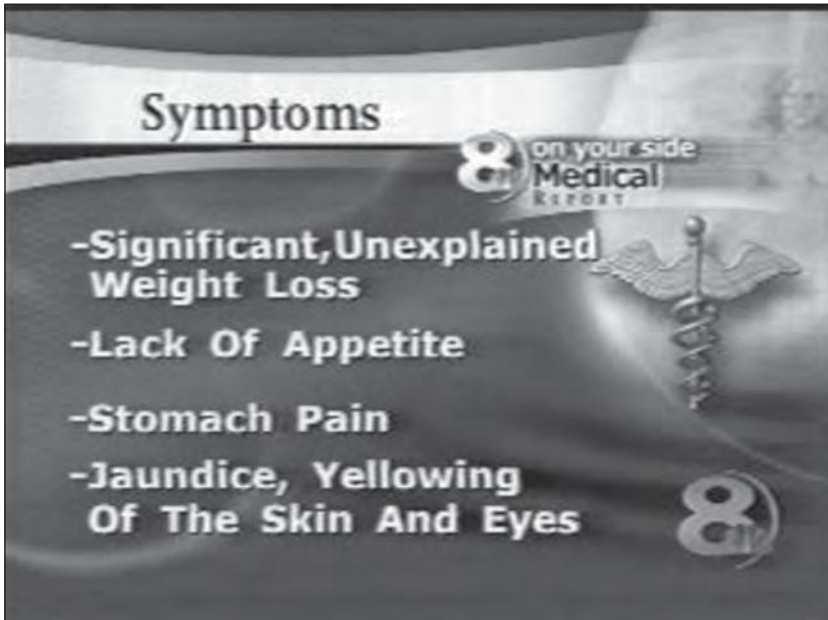 Symptoms
8
on your side
Medical
REPORT
-Significant,Unexplained
Weight Loss
-Lack Of Appetite
-Stomach Pain
-Jaundice, Yellowing
Of The Skin And Eyes
8